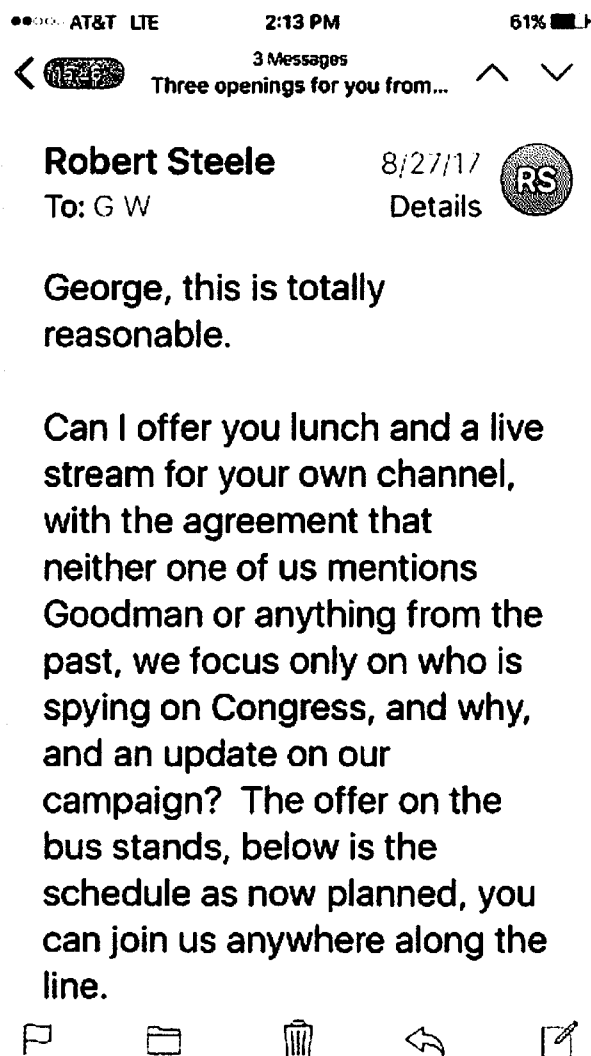 AT&T LTE 2:13 PM 61%
3 Messages
Three openings for you from...
Robert Steele 8/27/17 RS
To: G W Details
George, this is totally
reasonable.
Can I offer you lunch and a live
stream for your own channel,
with the agreement that
neither one of us mentions
Goodman or anything from the
past, we focus only on who is
spying on Congress, and why,
and an update on our
campaign? The offer on the
bus stands, below is the
schedule as now planned, you
can join us anywhere along the
line.